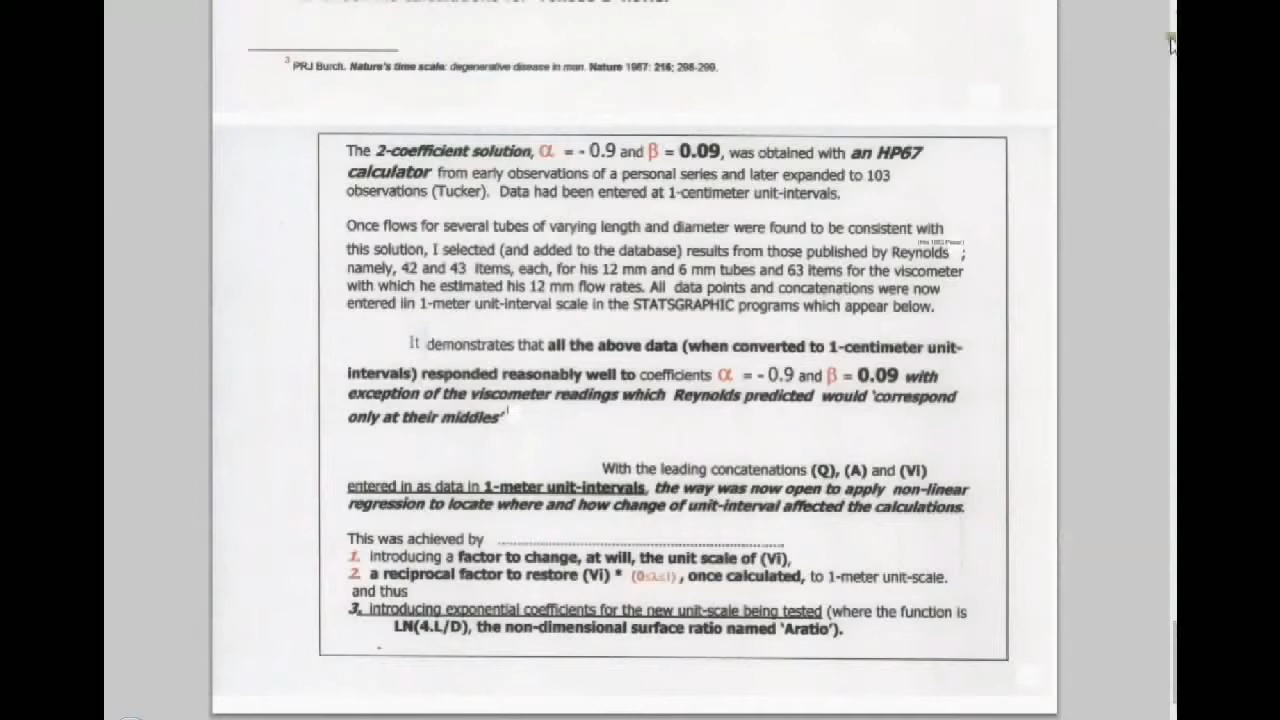 3 PRJ Burch. Nature's time scale: degenerative disease in man. Nature 1967: 216; 298-299.
The 2-coefficient solution, α = - 0.9 and β = 0.09, was obtained with an HP67
calculator from early observations of a personal series and later expanded to 103
observations (Tucker). Data had been entered at 1-centimeter unit-intervals.
Once flows for several tubes of varying length and diameter were found to be consistent with
this solution, I selected (and added to the database) results from those published by Reynolds ;
namely, 42 and 43 items, each, for his 12 mm and 6 mm tubes and 63 items for the viscometer
with which he estimated his 12 mm flow rates. All data points and concatenations were now
entered iin 1-meter unit-interval scale in the STATSGRAPHIC programs which appear below.
It demonstrates that all the above data (when converted to 1-centimeter unit-
intervals) responded reasonably well to coefficients α = - 0.9 and β = 0.09 with
exception of the viscometer readings which Reynolds predicted would 'correspond
only at their middles'
With the leading concatenations (Q), (A) and (Vi)
entered in as data in 1-meter unit-intervals, the way was now open to apply non-linear
regression to locate where and how change of unit-interval affected the calculations.
This was achieved by ................................................
1. introducing a factor to change, at will, the unit scale of (Vi),
2. a reciprocal factor to restore (Vi) * , once calculated, to 1-meter unit-scale.
and thus
3. introducing exponential coefficients for the new unit-scale being tested (where the function is
LN(4.L/D), the non-dimensional surface ratio named 'Aratio').